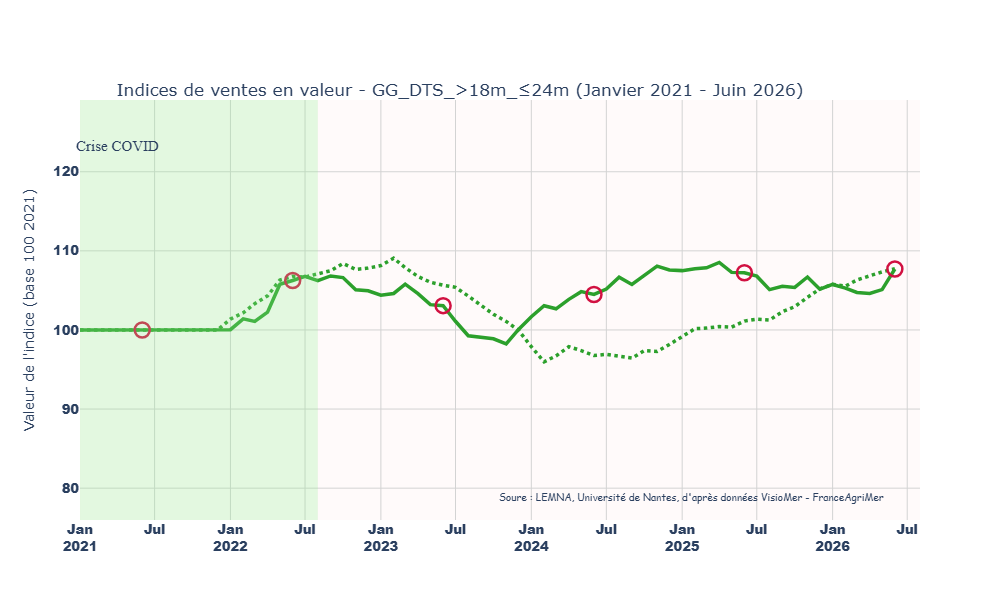 Indices de ventes en valeur - GG_DTS_>18m_≤24m (Janvier 2021 - Juin 2026)
Crise COVID
Valeur de l'Indice (base 100 2021)
120
110
100
90
80
Soure : LEMNA, Université de Nantes, d'après données VisioMer - FranceAgriMer
Jan Jul Jan Jul Jan Jul Jan Jul Jan Jul Jan Jul
2021 2022 2023 2024 2025 2026